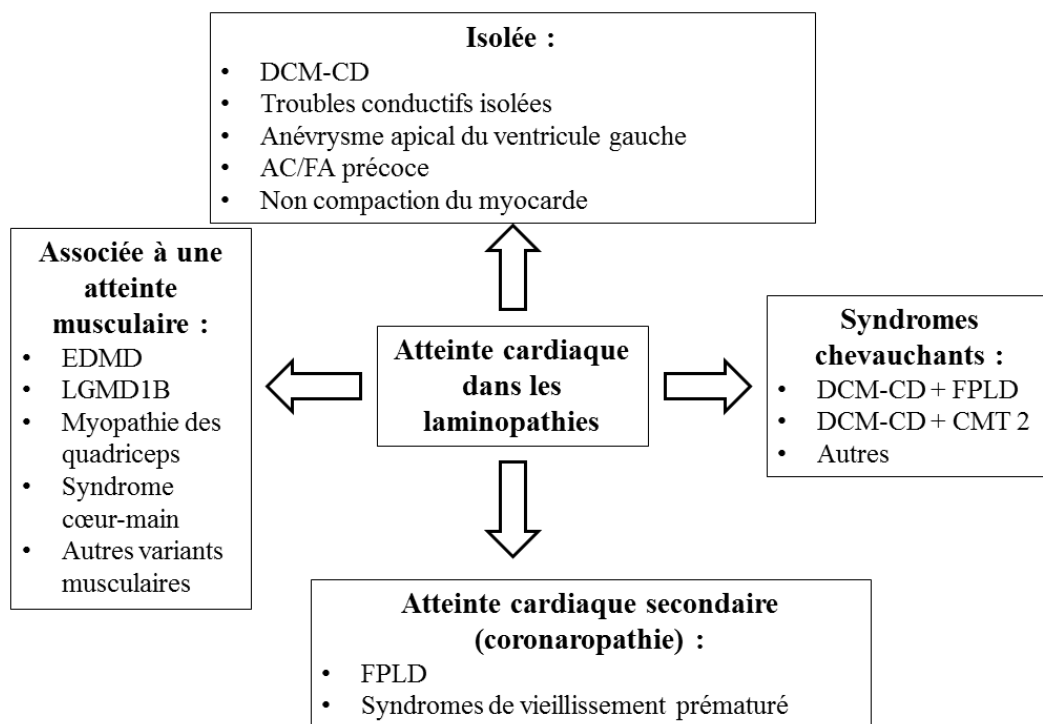 Isolée :
• DCM-CD
• Troubles conductifs isolées
• Anévrysme apical du ventricule gauche
• AC/FA précoce
• Non compaction du myocarde
Associée à une
atteinte
musculaire :
• EDMD
• LGMD1B
• Myopathie des
quadriceps
• Syndrome
cœur-main
• Autres variants
musculaires
Atteinte cardiaque
dans les
laminopathies
Syndromes
chevauchants :
• DCM-CD + FPLD
• DCM-CD + CMT 2
• Autres
Atteinte cardiaque secondaire
(coronaropathie) :
• FPLD
• Syndromes de vieillissement prématuré